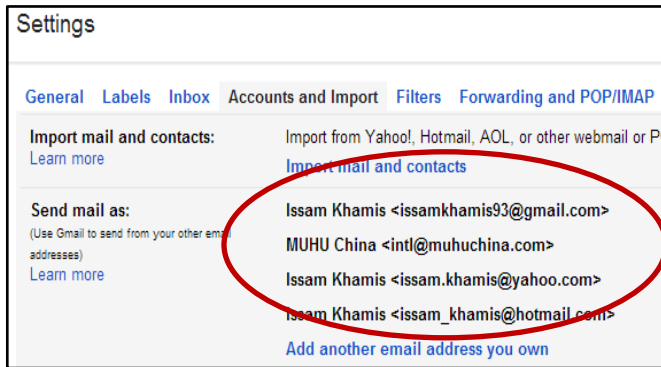 Settings
General Labels Inbox Accounts and Import Filters Forwarding and POP/IMAP
Import mail and contacts: Import from Yahoo!, Hotmail, AOL, or other webmail or
Learn more Import mail and contacts
Send mail as: Issam Khamis <issamkhamis93@gmail.com>
(Use Gmail to send from your other email
addresses) MUHU China <intl@muhuchina.com>
Learn more Issam Khamis <issam.khamis@yahoo.com>
Issam Khamis <issam_khamis@hotmail.com>
Add another email address you own